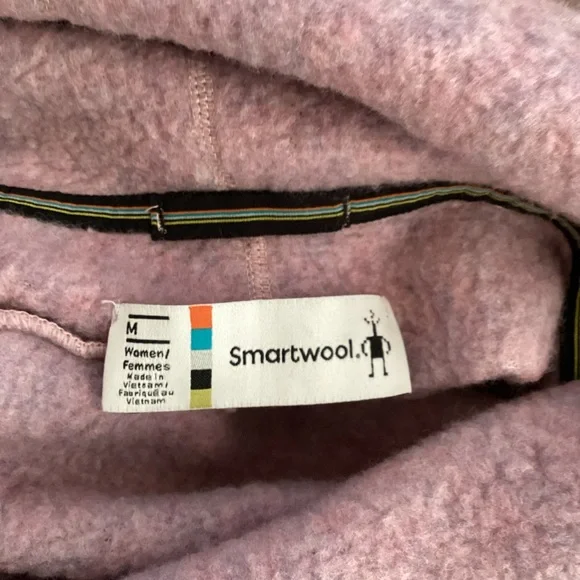 M
Women/
Femmes
Made in
Vietnam/
Fabriqué au
Vietnam
Smartwool.